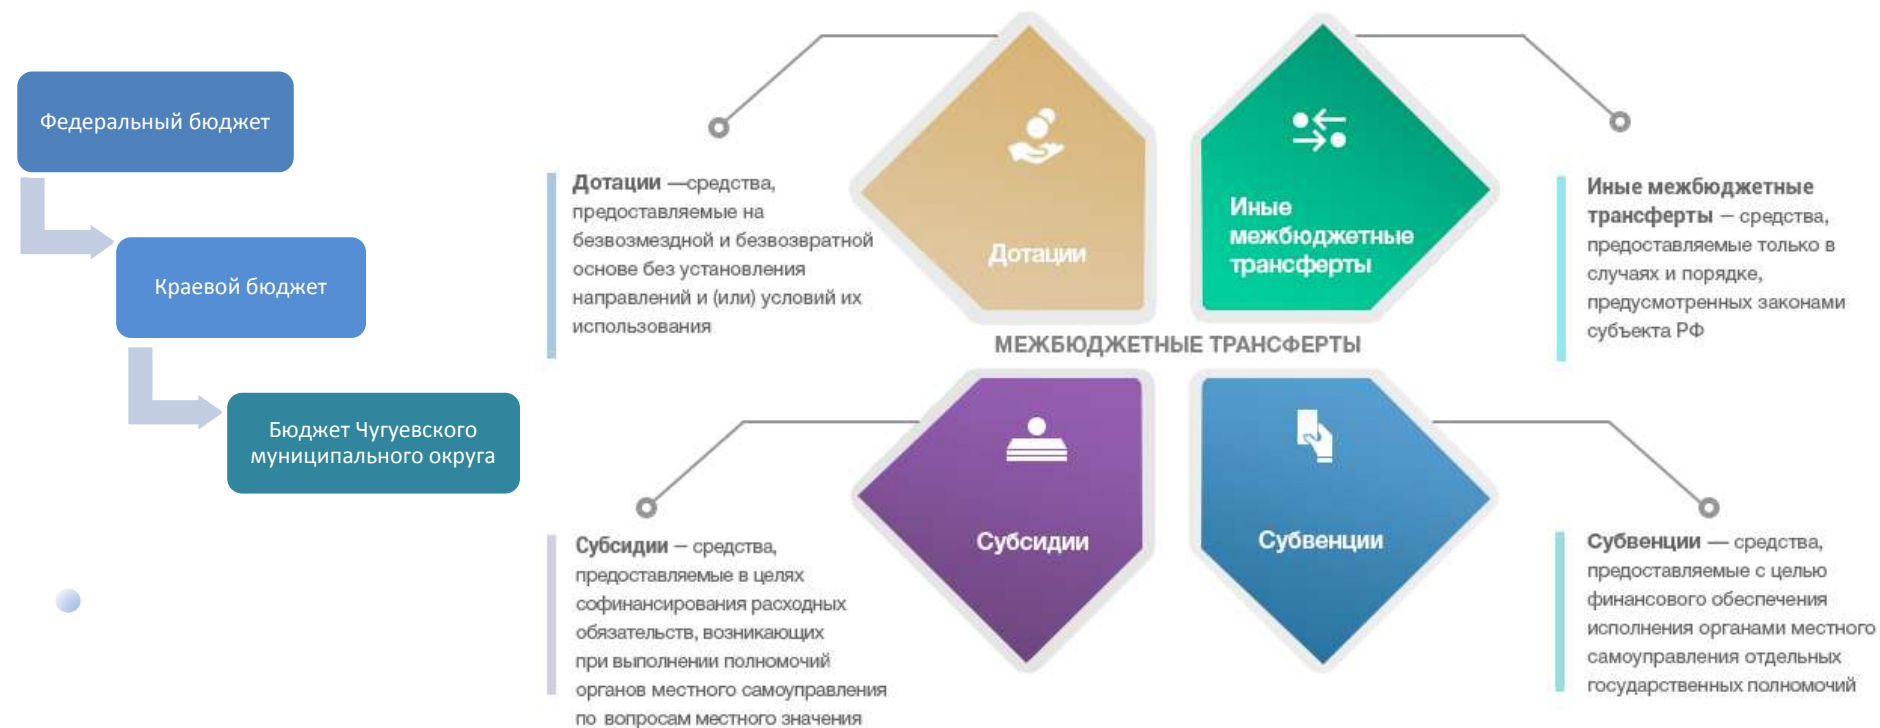 Федеральный бюджет
Краевой бюджет
Бюджет Чугуевского
муниципального округа
Дотации —средства,
предоставляемые на
безвозмездной и безвозвратной
основе без установления
направлений и (или) условий их
использования
Дотации
Иные
межбюджетные
трансферты
Иные межбюджетные
трансферты — средства,
предоставляемые только в
случаях и порядке,
предусмотренных законами
субъекта РФ
МЕЖБЮДЖЕТНЫЕ ТРАНСФЕРТЫ
Субсидии — средства,
предоставляемые в целях
софинансирования расходных
обязательств, возникающих
при выполнении полномочий
органов местного самоуправления
по вопросам местного значения
Субсидии
Субвенции
Субвенции — средства,
предоставляемые с целью
финансового обеспечения
исполнения органами местного
самоуправления отдельных
государственных полномочий